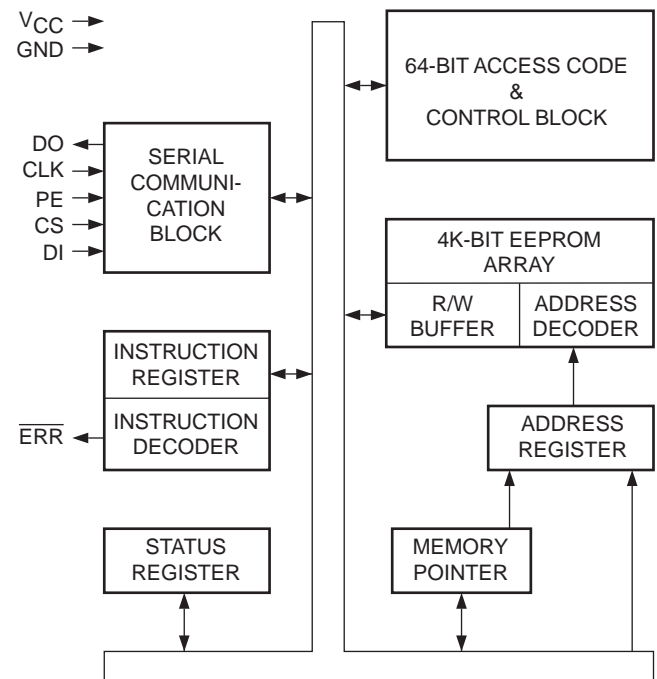 VCC
GND
64-BIT ACCESS CODE
&
CONTROL BLOCK
DO
CLK
PE
CS
DI
SERIAL
COMMUNI-
CATION
BLOCK
4K-BIT EEPROM
ARRAY
R/W
BUFFER
ADDRESS
DECODER
INSTRUCTION
REGISTER
INSTRUCTION
DECODER
ERR
ADDRESS
REGISTER
STATUS
REGISTER
MEMORY
POINTER